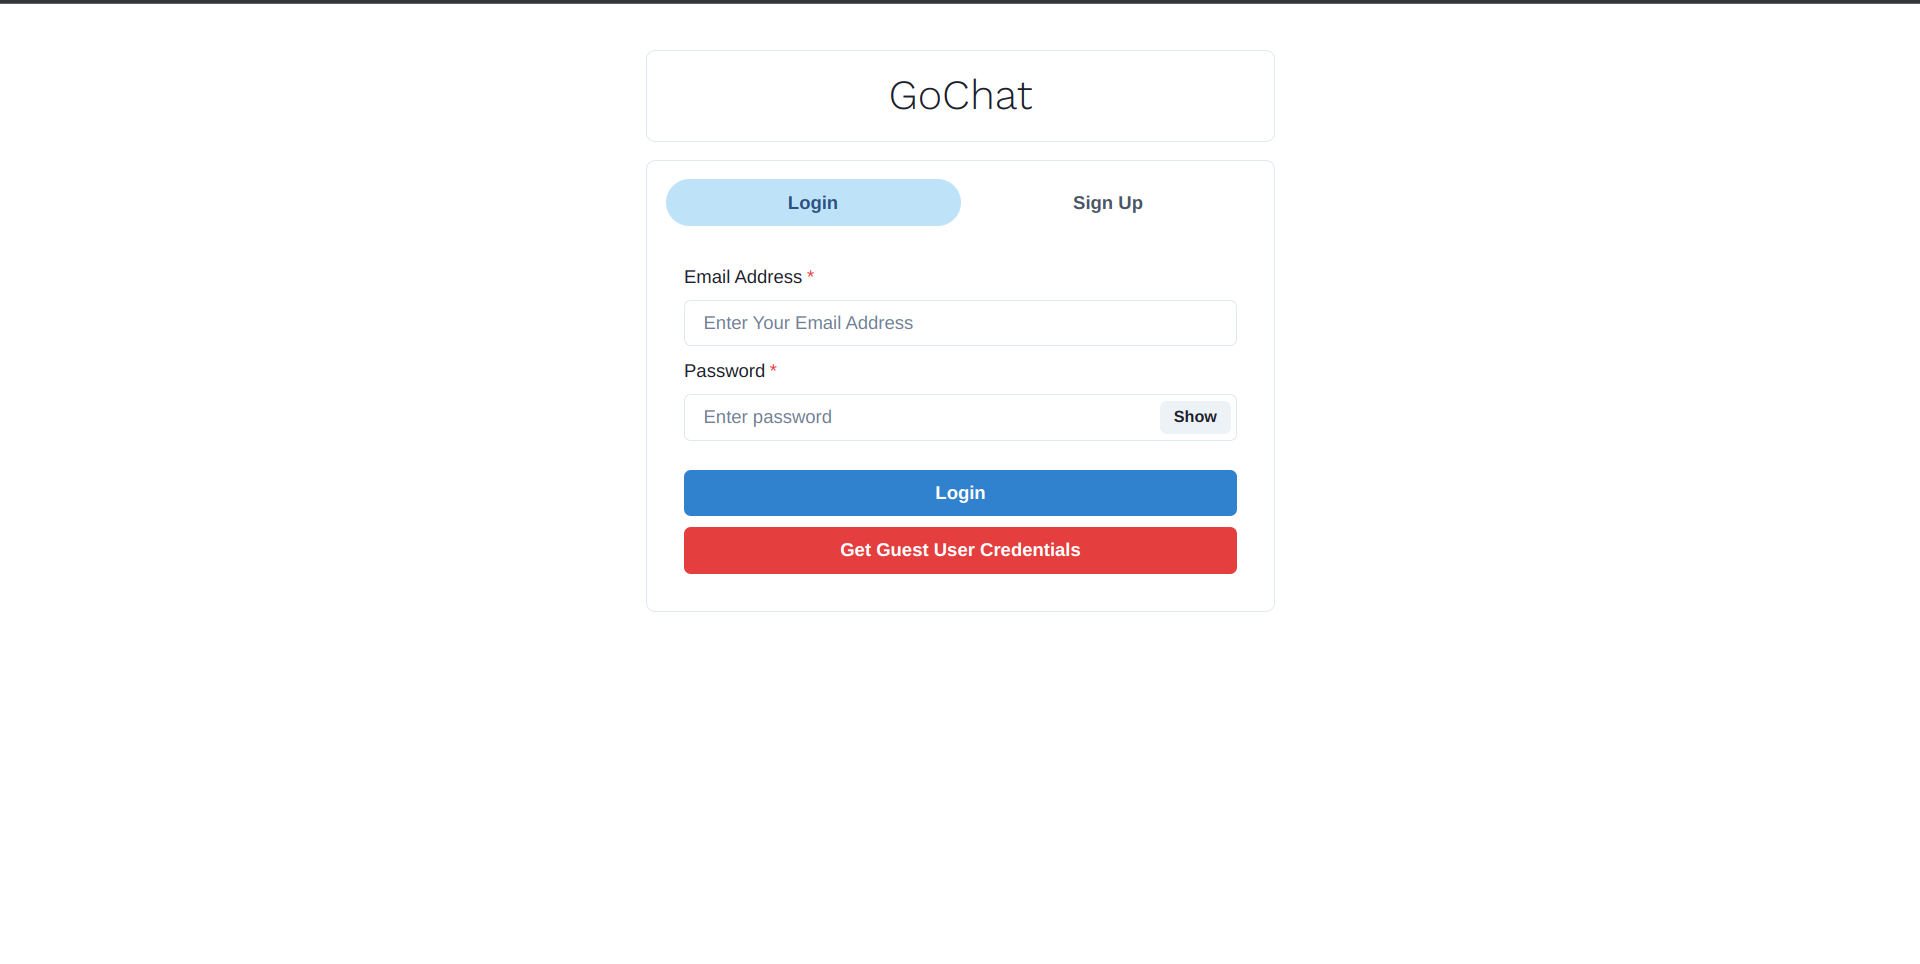 GoChat
Login
Sign Up
Email Address *
Enter Your Email Address
Password *
Enter password
Show
Login
Get Guest User Credentials